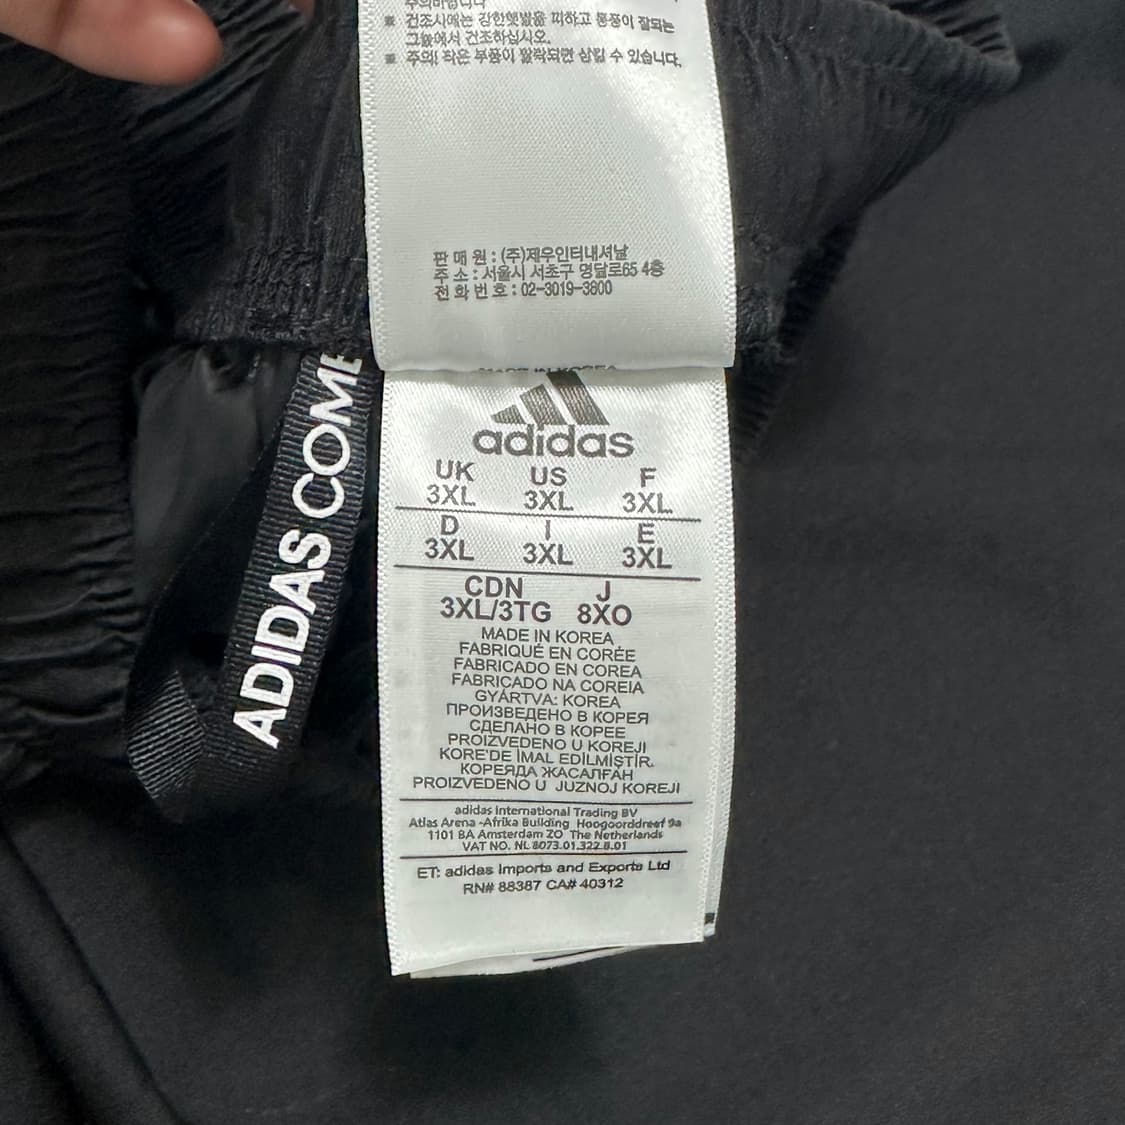 ※ 건조시에는 강한햇빛을 피하고 통풍이 잘되는
그늘에서 건조하십시오.
※ 주의! 작은 부품이 탈락되면 삼킬 수 있습니다.
판 매 원 : (주)제우인터내셔날
주 소 : 서울시 서초구 명달로65 4층
전 화 번 호 : 02-3019-3800
MADE IN KOREA
adidas
UK US F
3XL 3XL 3XL
D I E
3XL 3XL 3XL
CDN J
3XL/3TG 8XO
MADE IN KOREA
FABRIQUÉ EN CORÉE
FABRICADO EN COREA
FABRICADO NA COREIA
GYÁRTVA: KOREA
ПРОИЗВЕДЕНО В КОРЕЯ
СДЕЛАНО В КОРЕЕ
PROIZVEDENO U KOREJI
KORE'DE İMAL EDİLMİŞTİR.
КОРЕЯДА ЖАСАЛҒАН
PROIZVEDENO U JUZNOJ KOREJI
adidas International Trading BV
Atlas Arena -Afrika Building Hoogoorddreef 9a
1101 BA Amsterdam ZO The Netherlands
VAT NO. NL 8073.01.322.B.01
ET: adidas Imports and Exports Ltd
RN# 88387 CA# 40312
ADIDAS COME